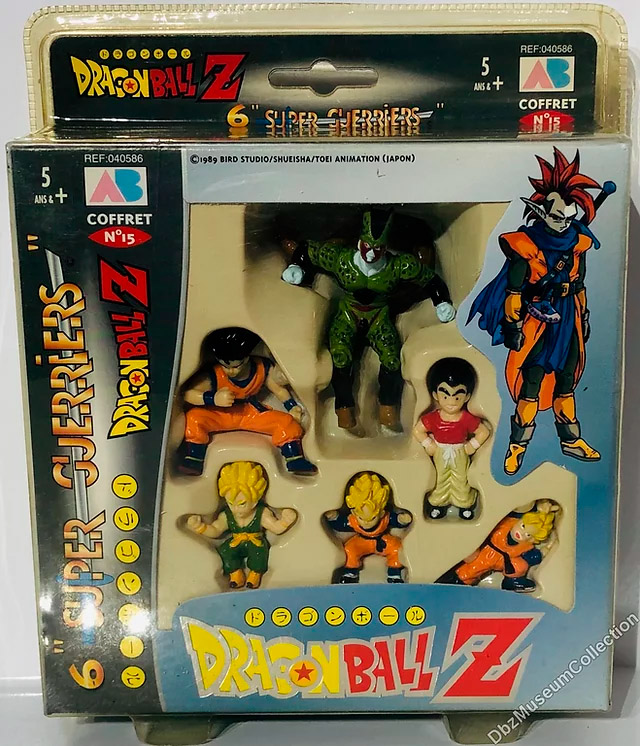 ドラゴンボール
DRAGON BALL Z
6 "SUPER GUERRIERS"
5
ANS & +
REF:040586
AB
COFFRET
N°15
REF:040586
5
ANS & +
AB
COFFRET
N°15
©1989 BIRD STUDIO/SHUEISHA/TOEI ANIMATION (JAPON)
6 "SUPER GUERRIERS"
DRAGON BALL Z
ドラゴンボール
ドラゴンボール
DRAGON BALL Z
DbzMuseumCollection